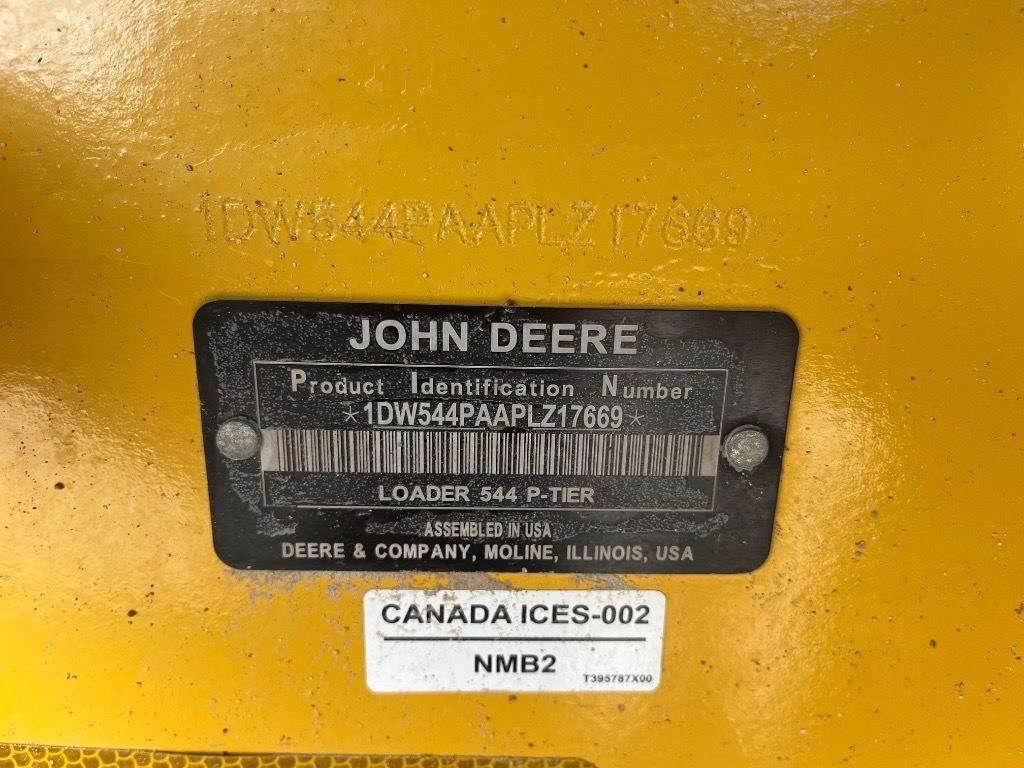 1DW544PAAPLZ17669
JOHN DEERE
Product Identification Number
*1DW544PAAPLZ17669*
LOADER 544 P-TIER
ASSEMBLED IN USA
DEERE & COMPANY, MOLINE, ILLINOIS, USA
CANADA ICES-002
NMB2
T395787X00